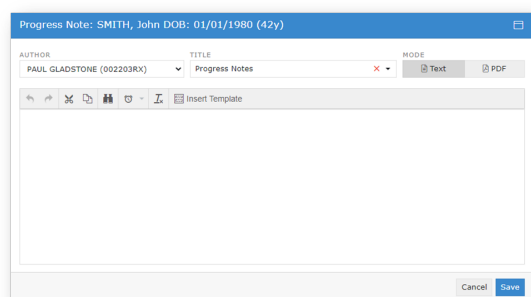 Progress Note: SMITH, John DOB: 01/01/1980 (42y)
AUTHOR TITLE MODE
PAUL GLADSTONE (002203RX) Progress Notes Text PDF
Insert Template
Cancel Save